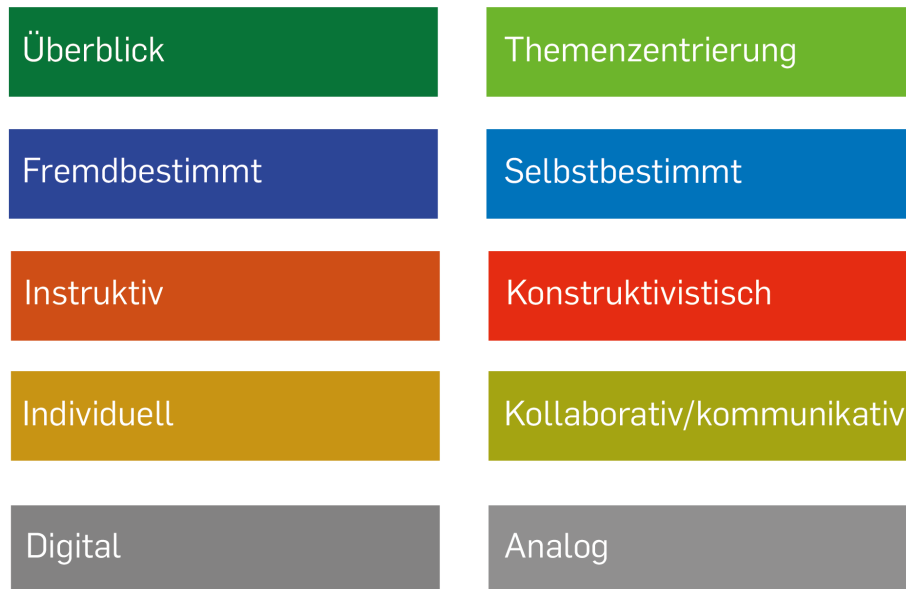 Überblick
Themenzentrierung
Fremdbestimmt
Selbstbestimmt
Instruktiv
Konstruktivistisch
Individuell
Kollaborativ/kommunikativ
Digital
Analog